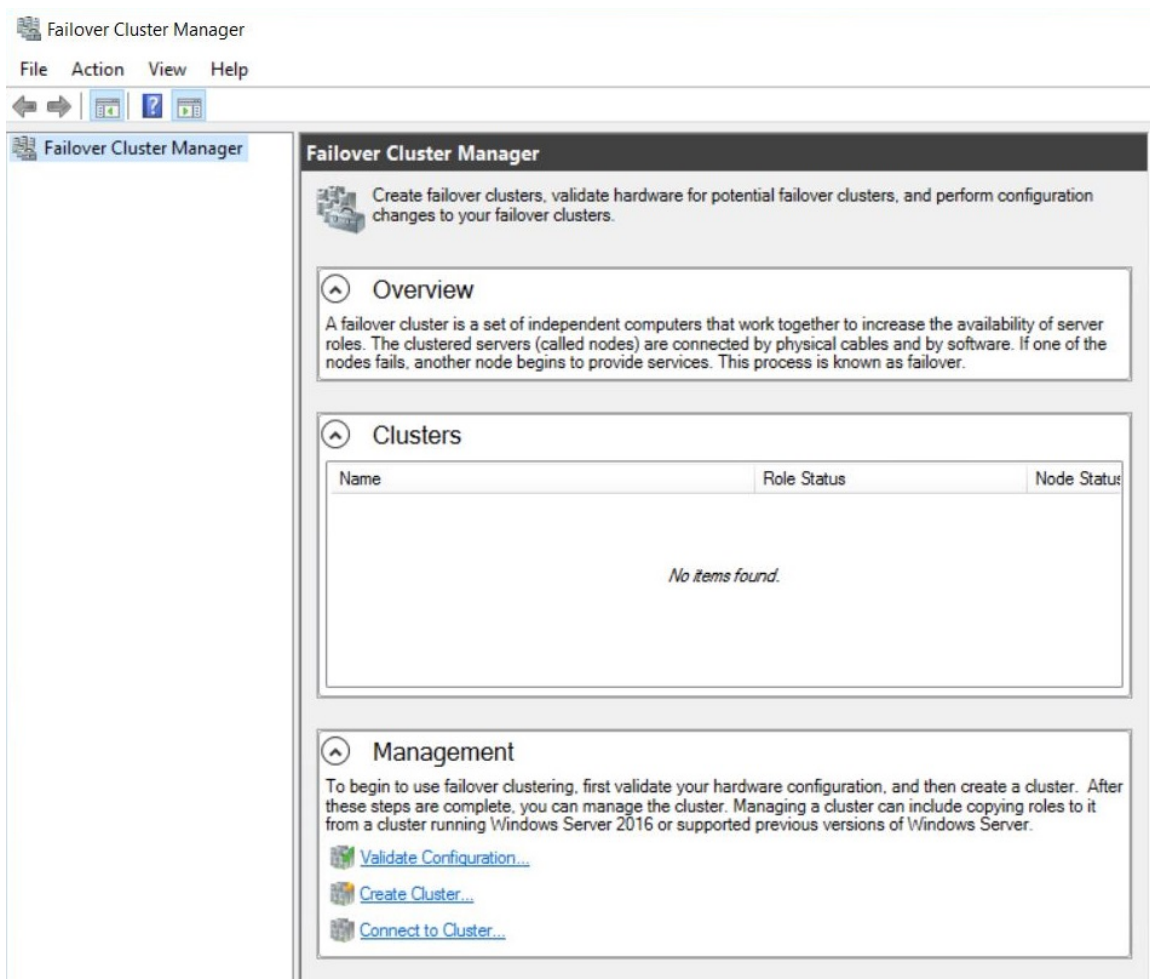 Failover Cluster Manager
File Action View Help
Failover Cluster Manager
Failover Cluster Manager
Create failover clusters, validate hardware for potential failover clusters, and perform configuration
changes to your failover clusters.
Overview
A failover cluster is a set of independent computers that work together to increase the availability of server
roles. The clustered servers (called nodes) are connected by physical cables and by software. If one of the
nodes fails, another node begins to provide services. This process is known as failover.
Clusters
Name Role Status Node Status
No items found.
Management
To begin to use failover clustering, first validate your hardware configuration, and then create a cluster. After
these steps are complete, you can manage the cluster. Managing a cluster can include copying roles to it
from a cluster running Windows Server 2016 or supported previous versions of Windows Server.
Validate Configuration...
Create Cluster...
Connect to Cluster...